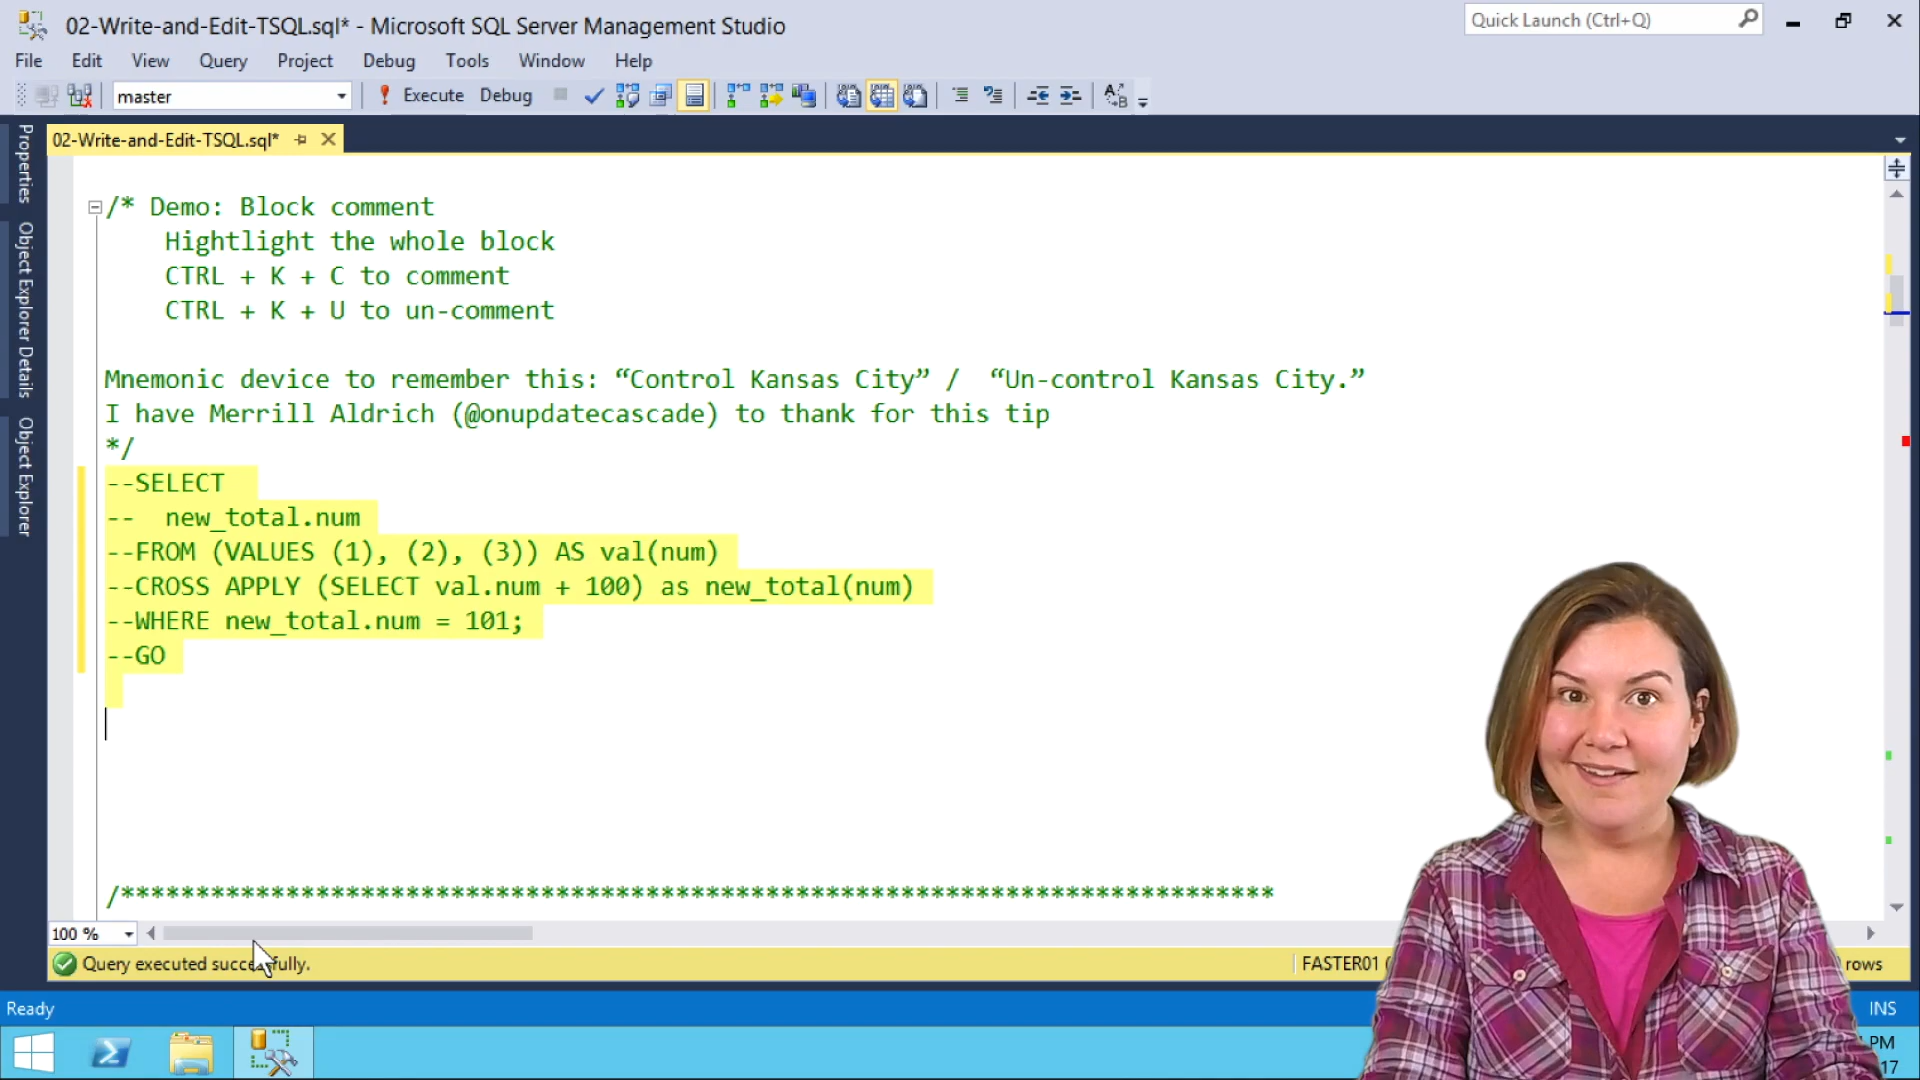 02-Write-and-Edit-TSQL.sql* - Microsoft SQL Server Management Studio
Quick Launch (Ctrl+Q)
File Edit View Query Project Debug Tools Window Help
master
Execute Debug
02-Write-and-Edit-TSQL.sql*
Properties
Object Explorer Details
Object Explorer
/* Demo: Block comment
Hightlight the whole block
CTRL + K + C to comment
CTRL + K + U to un-comment
Mnemonic device to remember this: “Control Kansas City” / “Un-control Kansas City.”
I have Merrill Aldrich (@onupdatecascade) to thank for this tip
*/
--SELECT
-- new_total.num
--FROM (VALUES (1), (2), (3)) AS val(num)
--CROSS APPLY (SELECT val.num + 100) as new_total(num)
--WHERE new_total.num = 101;
--GO
/*****************************************************************************
100 %
Query executed successfully.
FASTER01 (
rows
Ready
INS
PM
17